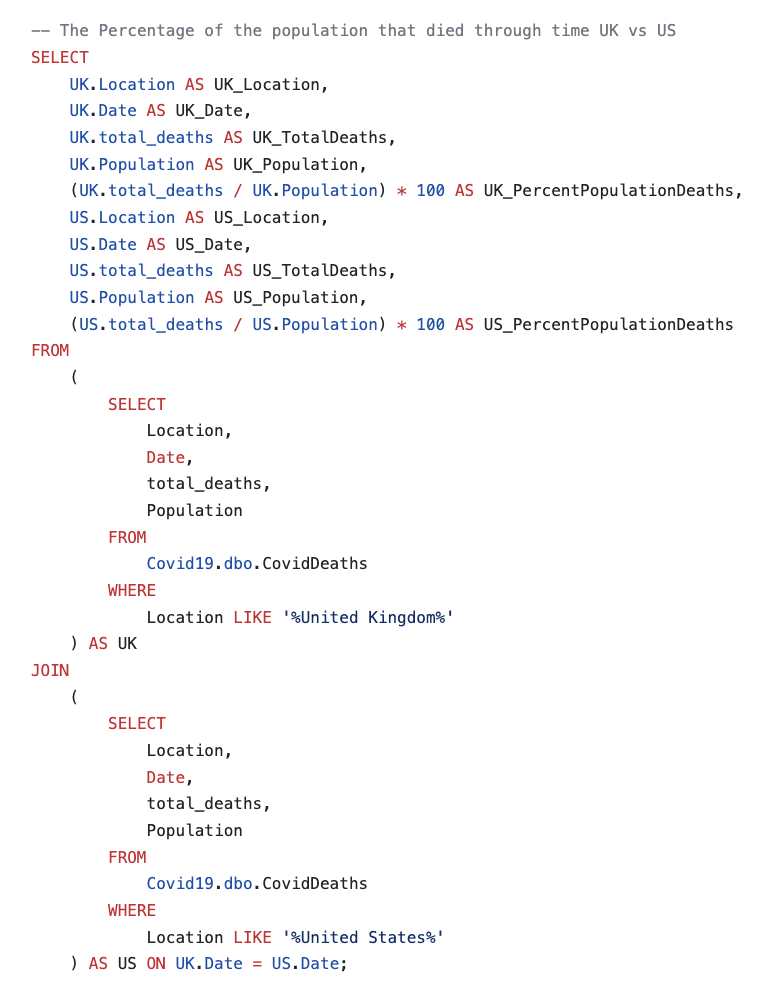 -- The Percentage of the population that died through time UK vs US
SELECT
    UK.Location AS UK_Location,
    UK.Date AS UK_Date,
    UK.total_deaths AS UK_TotalDeaths,
    UK.Population AS UK_Population,
    (UK.total_deaths / UK.Population) * 100 AS UK_PercentPopulationDeaths,
    US.Location AS US_Location,
    US.Date AS US_Date,
    US.total_deaths AS US_TotalDeaths,
    US.Population AS US_Population,
    (US.total_deaths / US.Population) * 100 AS US_PercentPopulationDeaths
FROM
    (
        SELECT
            Location,
            Date,
            total_deaths,
            Population
        FROM
            Covid19.dbo.CovidDeaths
        WHERE
            Location LIKE '%United Kingdom%'
    ) AS UK
JOIN
    (
        SELECT
            Location,
            Date,
            total_deaths,
            Population
        FROM
            Covid19.dbo.CovidDeaths
        WHERE
            Location LIKE '%United States%'
    ) AS US ON UK.Date = US.Date;